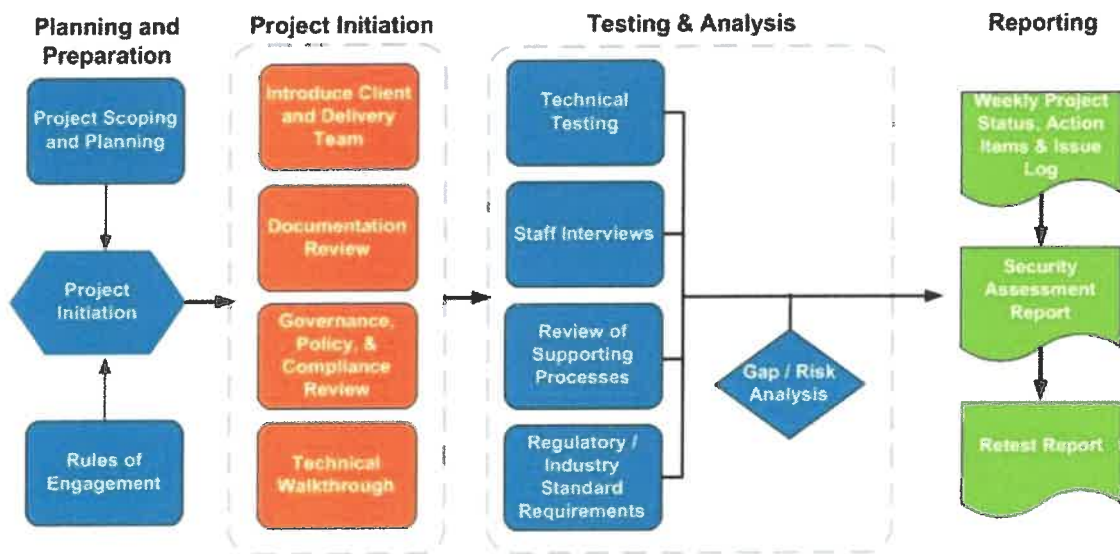 Planning and
Preparation
Project Scoping
and Planning
Project
Initiation
Rules of
Engagement
Project Initiation
Introduce Client
and Delivery
Team
Documentation
Review
Governance,
Policy, &
Compliance
Review
Technical
Walkthrough
Testing & Analysis
Technical
Testing
Staff Interviews
Review of
Supporting
Processes
Regulatory /
Industry
Standard
Requirements
Gap / Risk
Analysis
Reporting
Weekly Project
Status, Action
Items & Issue
Log
Security
Assessment
Report
Retest Report